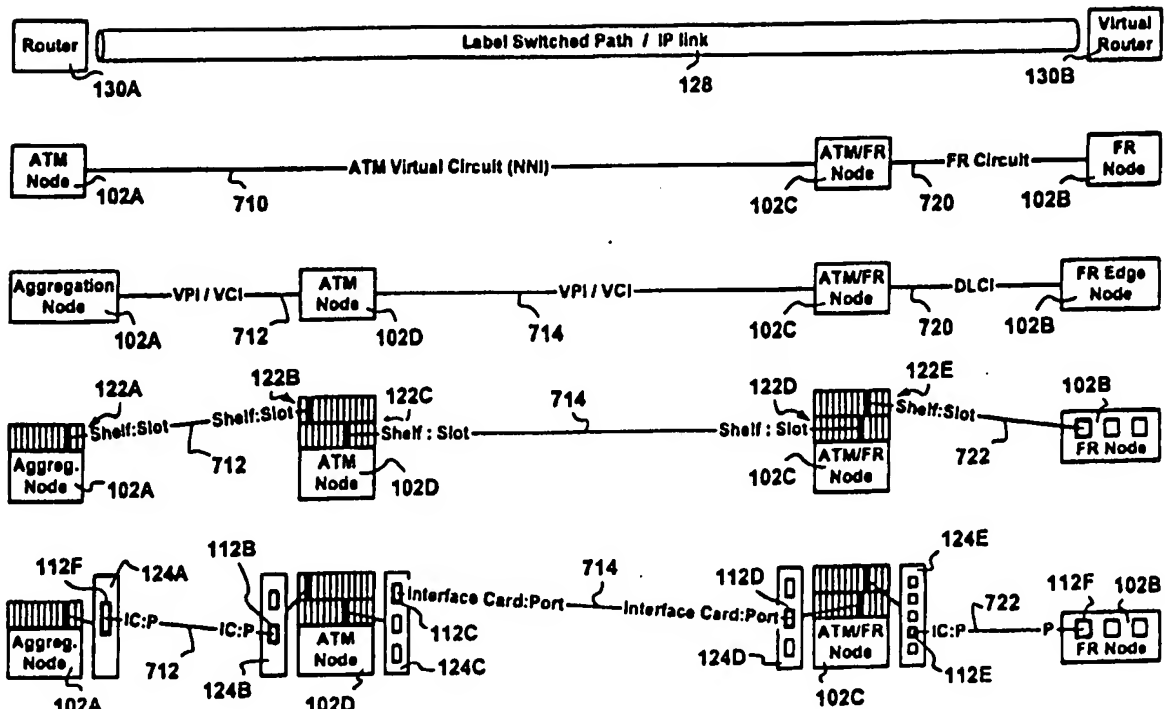 Router
Label Switched Path / IP link
Virtual
Router
130A
128
130B
ATM
Node
ATM Virtual Circuit (NNI)
ATM/FR
Node
FR Circuit
FR
Node
102A
710
102C
720
102B
Aggregation
Node
VPI / VCI
ATM
Node
VPI / VCI
ATM/FR
Node
DLCI
FR Edge
Node
102A
712
102D
714
102C
720
102B
122A
122B
122C
714
122D
122E
102B
Shelf:Slot
Shelf:Slot
Shelf : Slot
Shelf : Slot
Shelf:Slot
Aggreg.
Node
102A
712
ATM
Node
102D
ATM/FR
Node
102C
722
FR Node
112F
124A
112B
714
112D
124E
112F
102B
IC:P
Interface Card:Port
Interface Card:Port
IC:P
722
P
Aggreg.
Node
712
ATM
Node
112C
ATM/FR
Node
112E
FR Node
102A
124B
102D
124C
124D
102C
IC:P